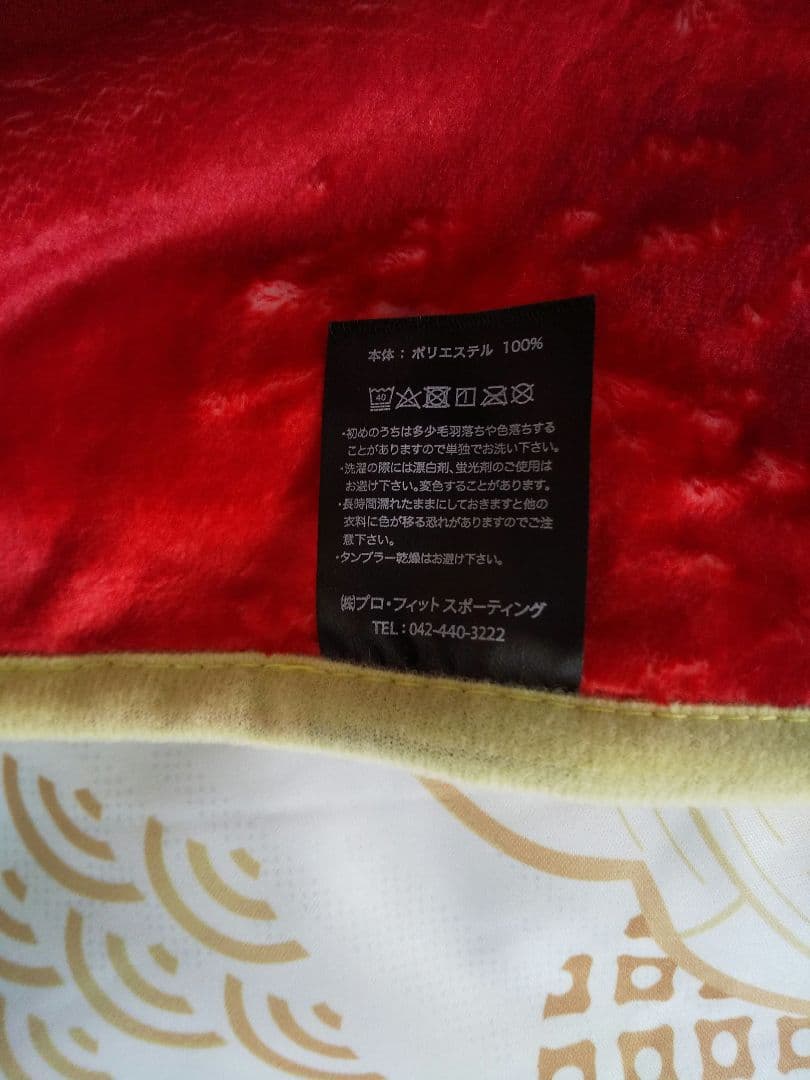 本体：ポリエステル 100%
40
・初めのうちは多少毛羽落ちや色落ちする
ことがありますので単独でお洗い下さい。
・洗濯の際には漂白剤、蛍光剤のご使用は
お避け下さい。変色することがあります。
・長時間濡れたままにしておきますと他の
衣料に色が移る恐れがありますのでご注
意下さい。
・タンブラー乾燥はお避け下さい。
㈱プロ・フィットスポーティング
TEL：042-440-3222